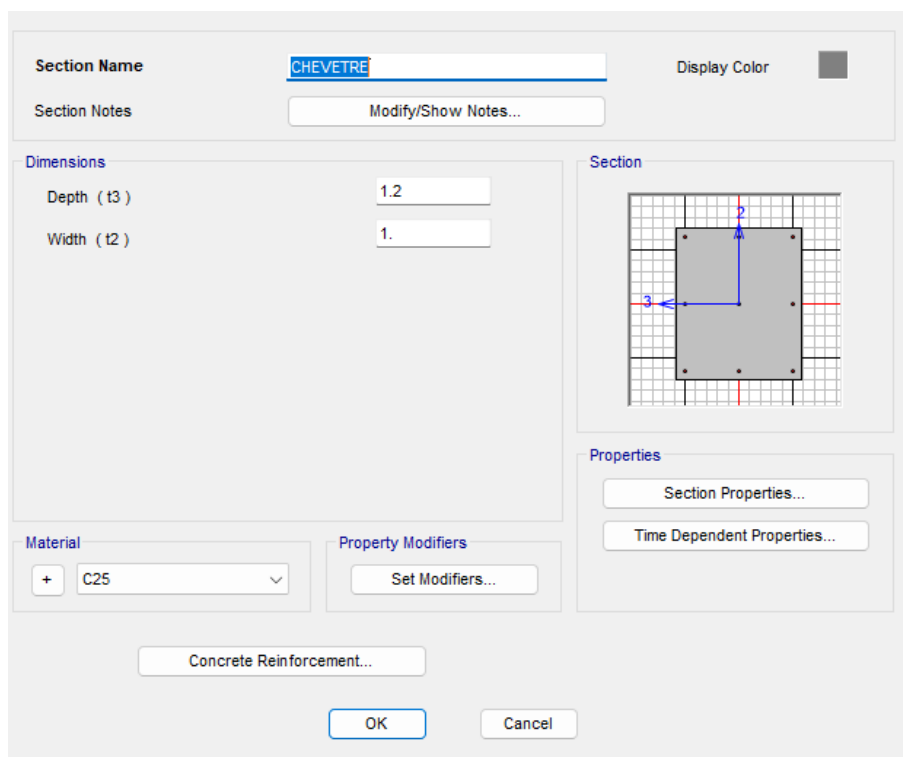 Section Name CHEVETRE Display Color
Section Notes Modify/Show Notes...
Dimensions
Depth ( t3 ) 1.2
Width ( t2 ) 1.
Section
2
3
Properties
Section Properties...
Time Dependent Properties...
Material
+ C25
Property Modifiers
Set Modifiers...
Concrete Reinforcement...
OK Cancel